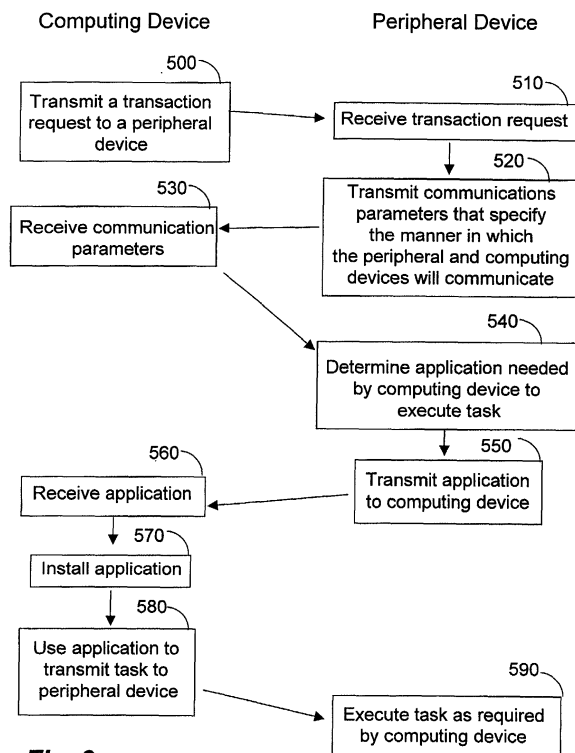 Computing Device
Peripheral Device
500
Transmit a transaction
request to a peripheral
device
510
Receive transaction request
520
Transmit communications
parameters that specify
the manner in which
the peripheral and computing
devices will communicate
530
Receive communication
parameters
540
Determine application needed
by computing device to
execute task
550
Transmit application
to computing device
560
Receive application
570
Install application
580
Use application to
transmit task to
peripheral device
590
Execute task as required
by computing device